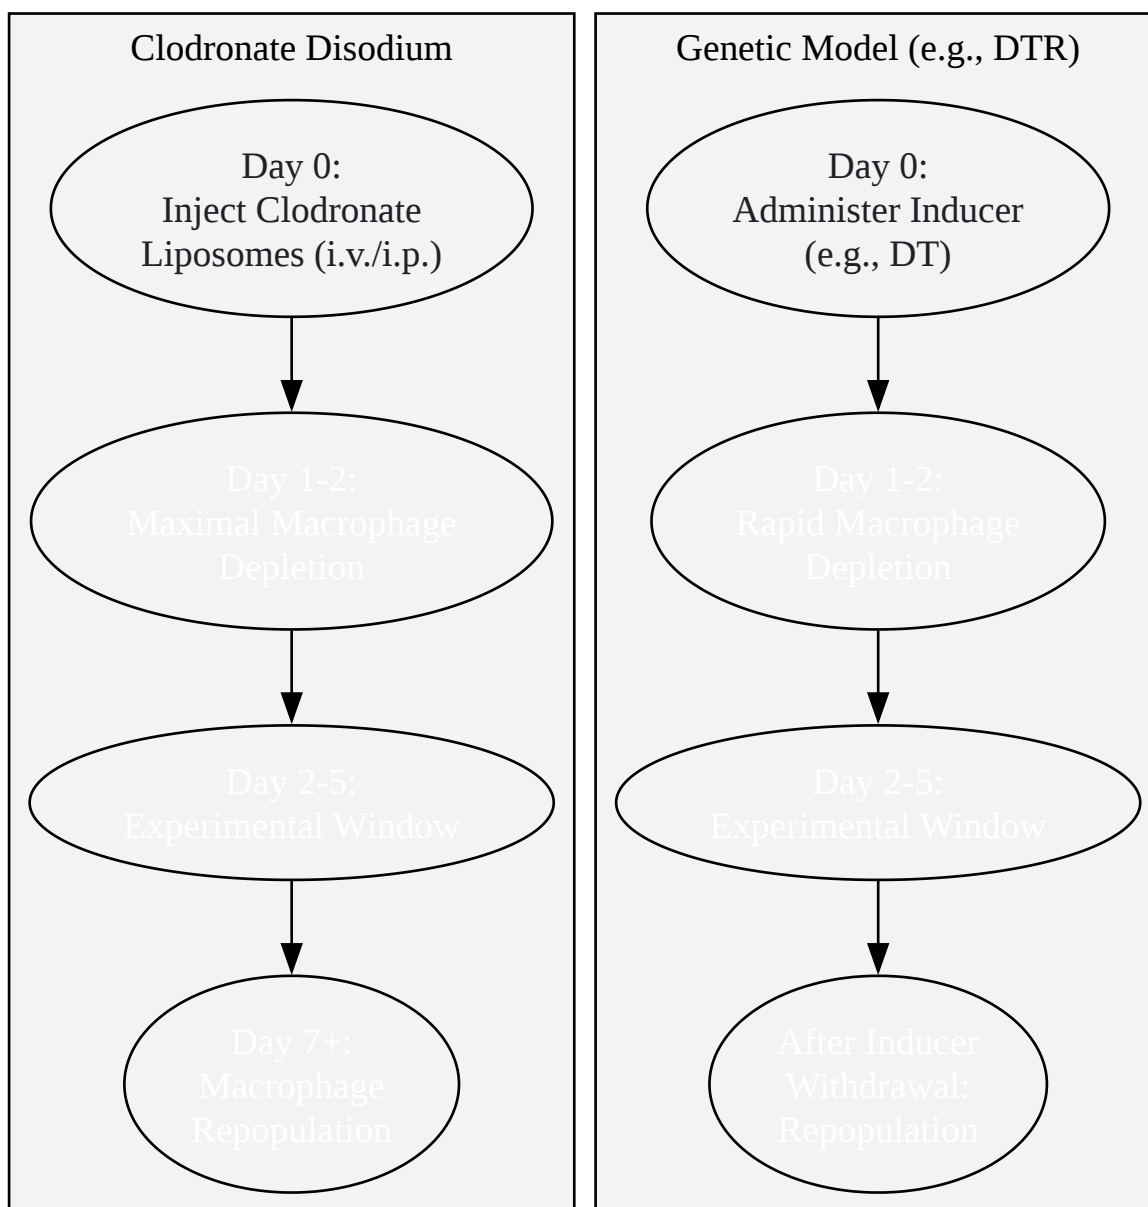 Clodronate Disodium
Day 0:
Inject Clodronate
Liposomes (i.v./i.p.)
Day 1-2:
Maximal Macrophage
Depletion
Day 2-5:
Experimental Window
Day 7+:
Macrophage
Repopulation
Genetic Model (e.g., DTR)
Day 0:
Administer Inducer
(e.g., DT)
Day 1-2:
Rapid Macrophage
Depletion
Day 2-5:
Experimental Window
After Inducer
Withdrawal:
Repopulation